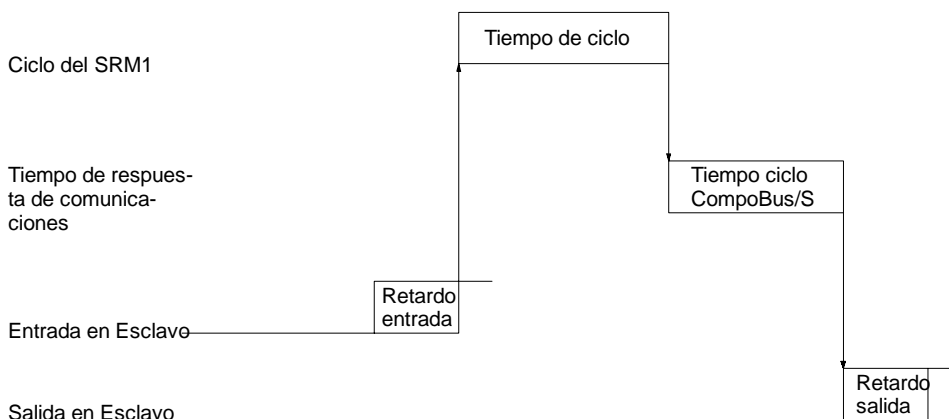 Tiempo de ciclo
Ciclo del SRM1
Tiempo de respues-
ta de comunica-
ciones
Tiempo ciclo
CompoBus/S
Retardo
entrada
Entrada en Esclavo
Retardo
salida
Salida en Esclavo